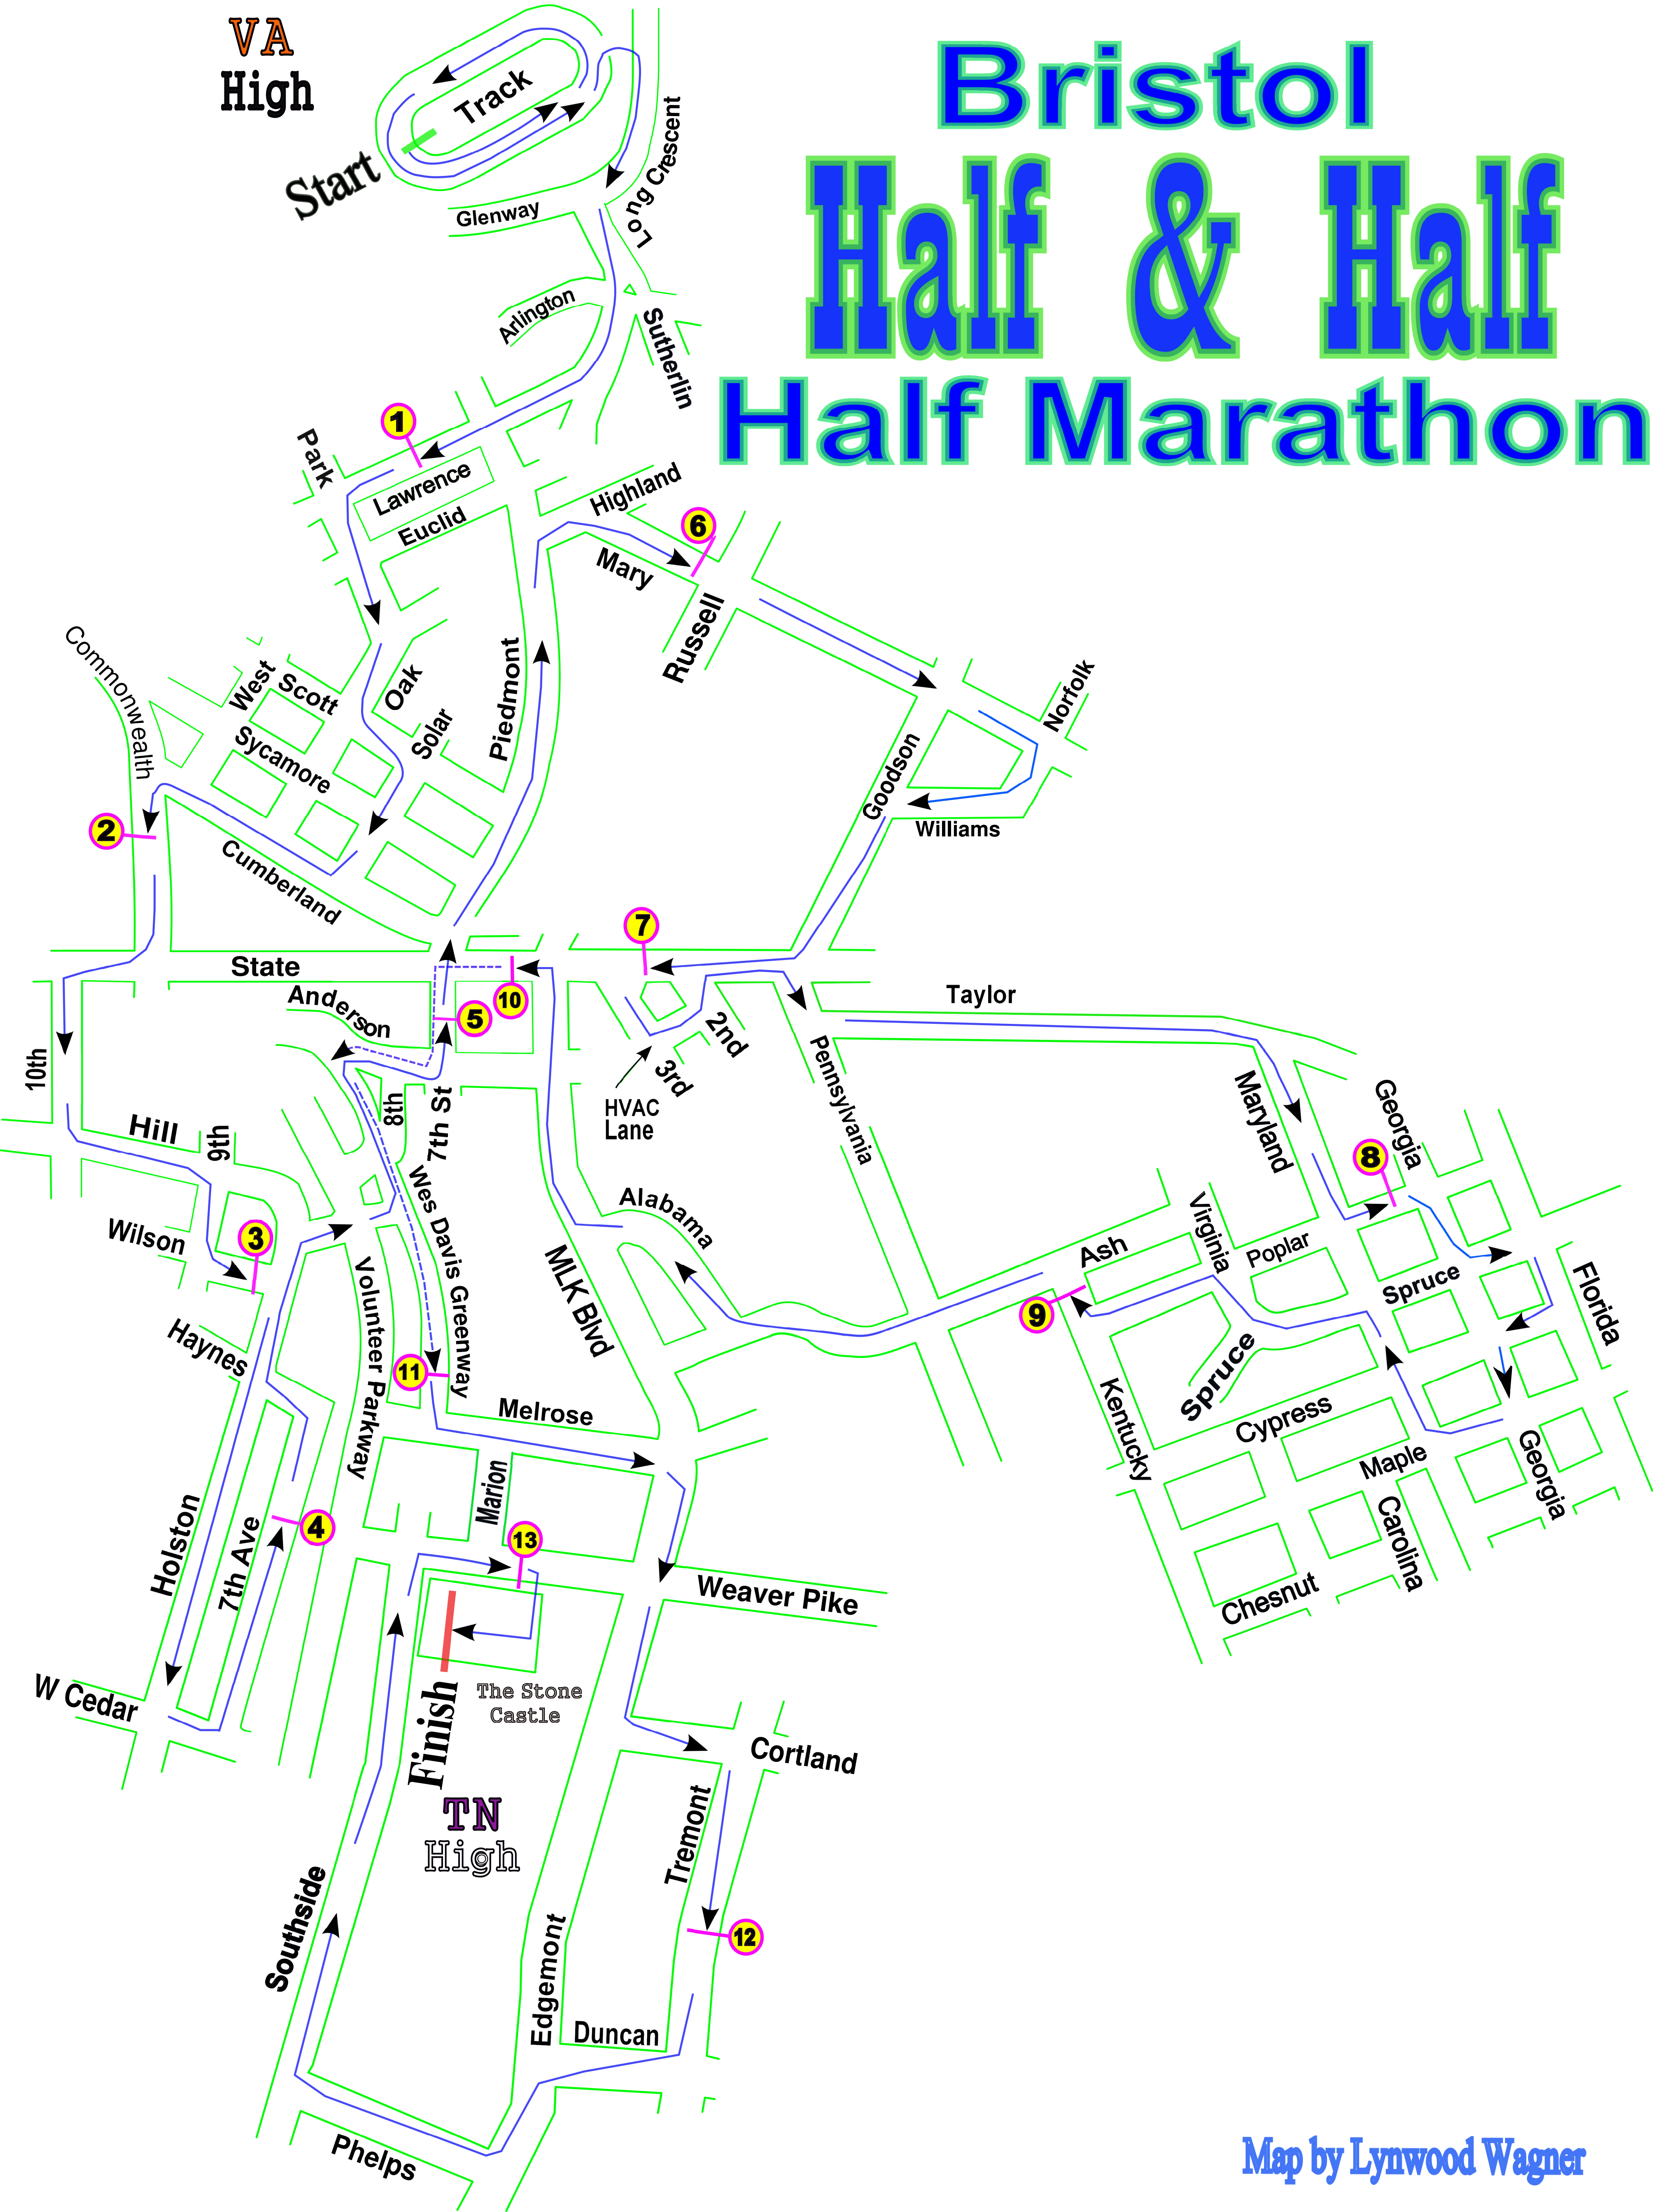 VA
High
Bristol
Half & Half
Half Marathon
Track
Start
Long Crescent
Glenway
Arlington
Sutherlin
1
Park
Lawrence
Euclid
Highland
6
Mary
Russell
Commonwealth
West
Scott
Oak
Solar
Piedmont
Norfolk
Sycamore
Goodson
2
Williams
Cumberland
7
State
10
Taylor
Anderson
5
2nd
3rd
Pennsylvania
10th
HVAC
Lane
8th
7th St
Maryland
Georgia
Hill
9th
8
Wes Davis Greenway
Alabama
Wilson
3
Virginia
Ash
Poplar
MLK Blvd
Volunteer Parkway
Spruce
Florida
9
Haynes
11
Spruce
Kentucky
Melrose
Cypress
Maple
Georgia
Marion
Holston
7th Ave
4
13
Carolina
Weaver Pike
Chesnut
W Cedar
Finish
The Stone
Castle
Cortland
TN
High
Tremont
Southside
12
Edgemont
Duncan
Phelps
Map by Lynwood Wagner